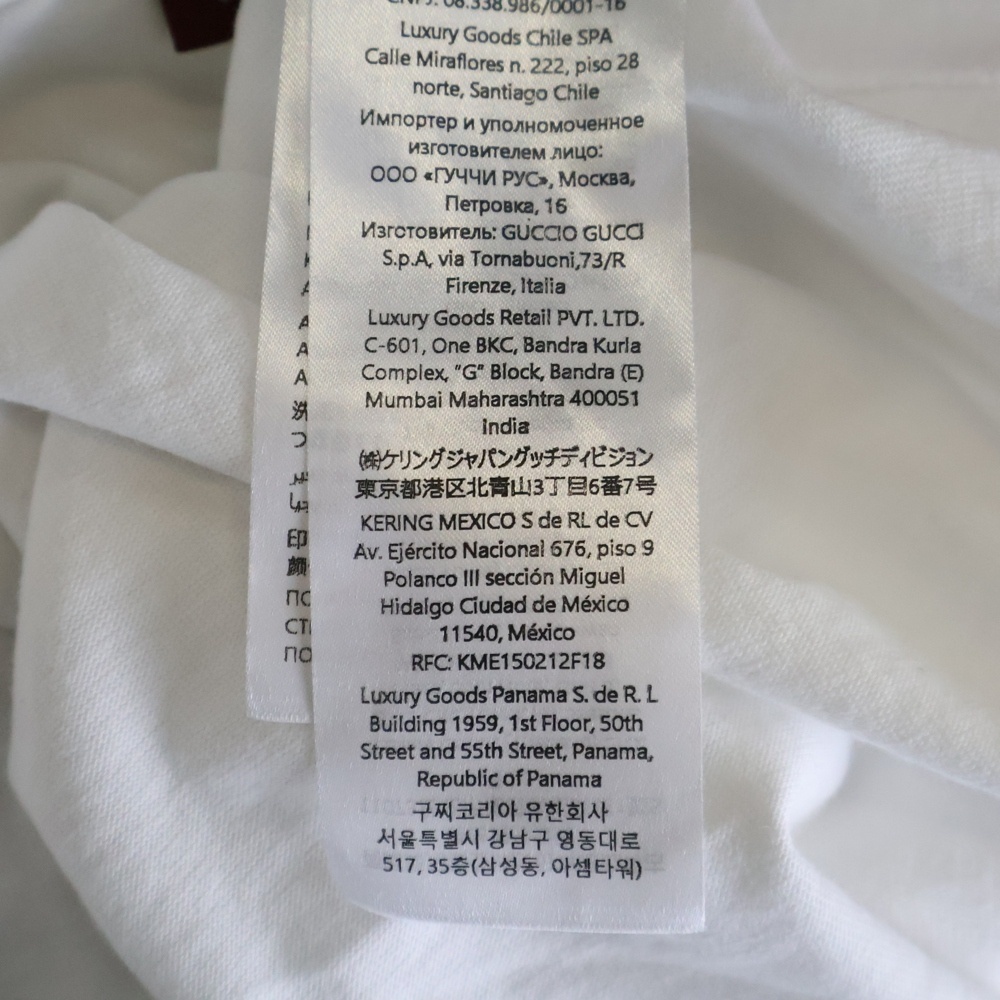 CNPJ: 08.338.986/0001-16
Luxury Goods Chile SPA
Calle Miraflores n. 222, piso 28
norte, Santiago Chile
Импортер и уполномоченное
изготовителем лицо:
ООО «ГУЧЧИ РУС», Москва,
Петровка, 16
Изготовитель: GUCCIO GUCCI
S.p.A, via Tornabuoni,73/R
Firenze, Italia
Luxury Goods Retail PVT. LTD.
C-601, One BKC, Bandra Kurla
Complex, "G" Block, Bandra (E)
Mumbai Maharashtra 400051
India
㈱ケリングジャパングッチディビジョン
東京都港区北青山3丁目6番7号
KERING MEXICO S de RL de CV
Av. Ejército Nacional 676, piso 9
Polanco III sección Miguel
Hidalgo Ciudad de México
11540, México
RFC: KME150212F18
Luxury Goods Panama S. de R. L
Building 1959, 1st Floor, 50th
Street and 55th Street, Panama,
Republic of Panama
구찌코리아 유한회사
서울특별시 강남구 영동대로
517, 35층(삼성동, 아셈타워)